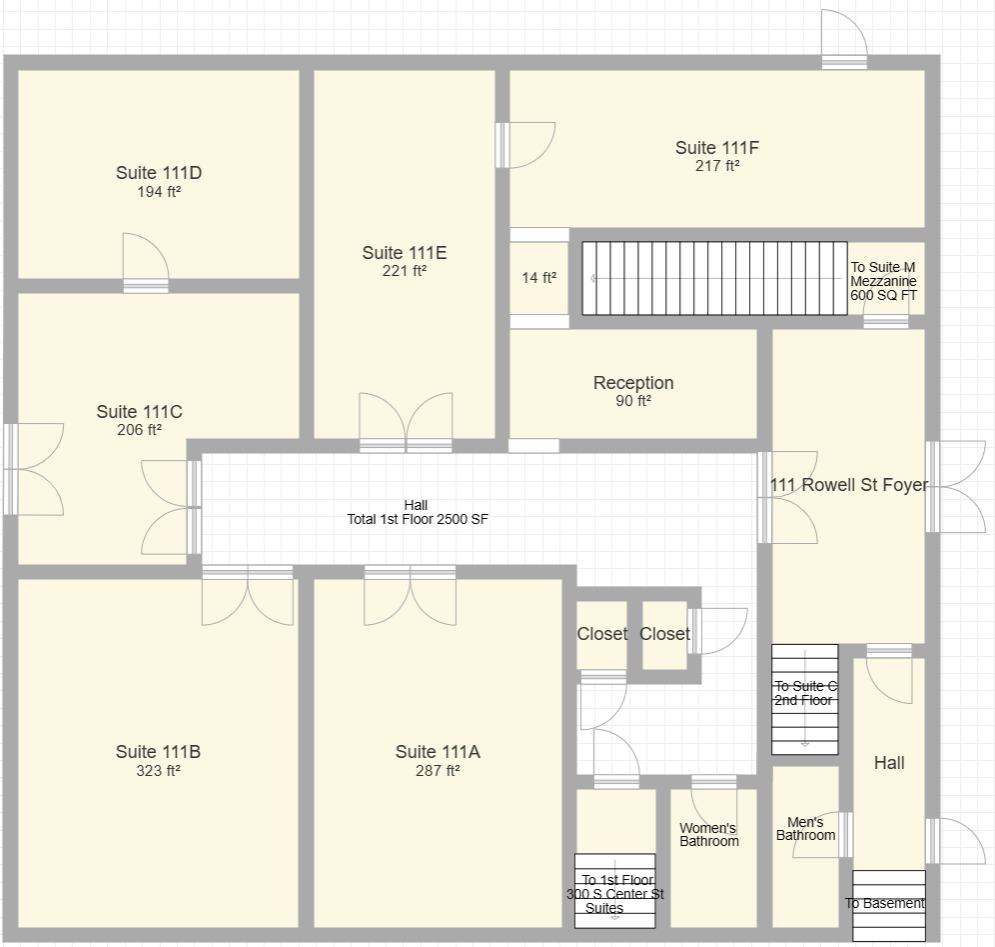 Suite 111F
217 ft²
Suite 111D
194 ft²
Suite 111E
221 ft²
14 ft²
To Suite M
Mezzanine
600 SQ FT
Reception
90 ft²
Suite 111C
206 ft²
111 Rowell St Foyer
Hall
Total 1st Floor 2500 SF
Closet
Closet
To Suite C
2nd Floor
Suite 111B
323 ft²
Suite 111A
287 ft²
Hall
Women's
Bathroom
Men's
Bathroom
To 1st Floor
300 S Center St
Suites
To Basement